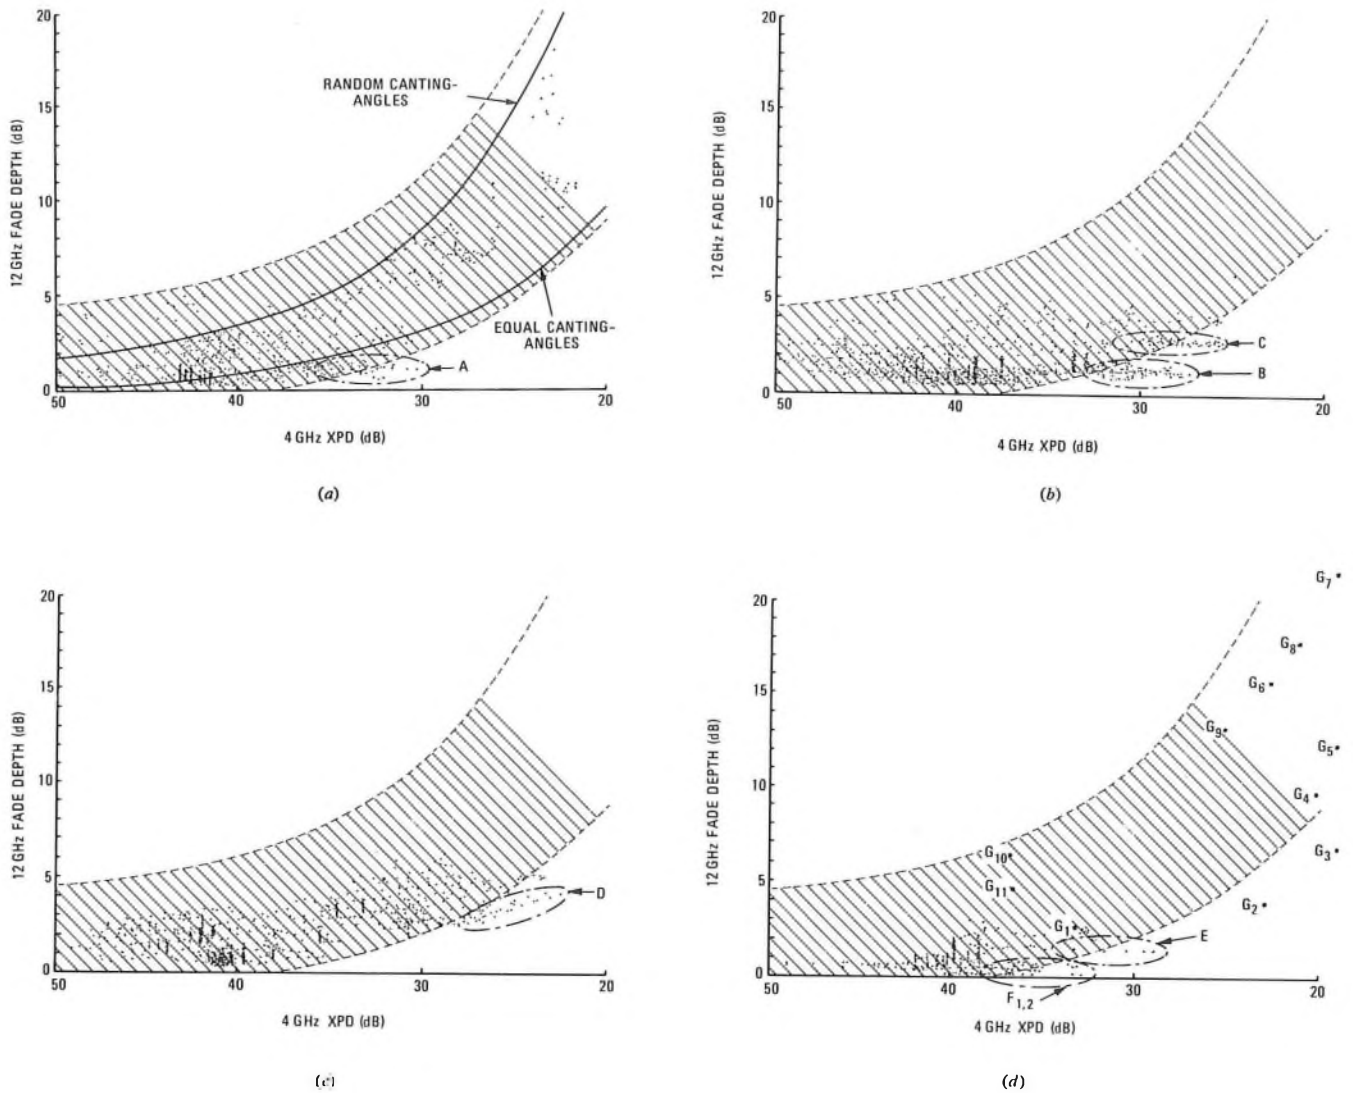 20
15
10
5
0
50
40
30
20
12 GHz FADE DEPTH (dB)
4 GHz XPD (dB)
RANDOM CANTING-
ANGLES
EQUAL CANTING-
ANGLES
A
(a)
20
15
10
5
0
50
40
30
20
12 GHz FADE DEPTH (dB)
4 GHz XPD (dB)
C
B
(b)
20
15
10
5
0
50
40
30
20
12 GHz FADE DEPTH (dB)
4 GHz XPD (dB)
D
(c)
20
15
10
5
0
50
40
30
20
12 GHz FADE DEPTH (dB)
4 GHz XPD (dB)
G7
G8
G6
G9
G5
G4
G10
G3
G11
G2
G1
E
F1,2
(d)